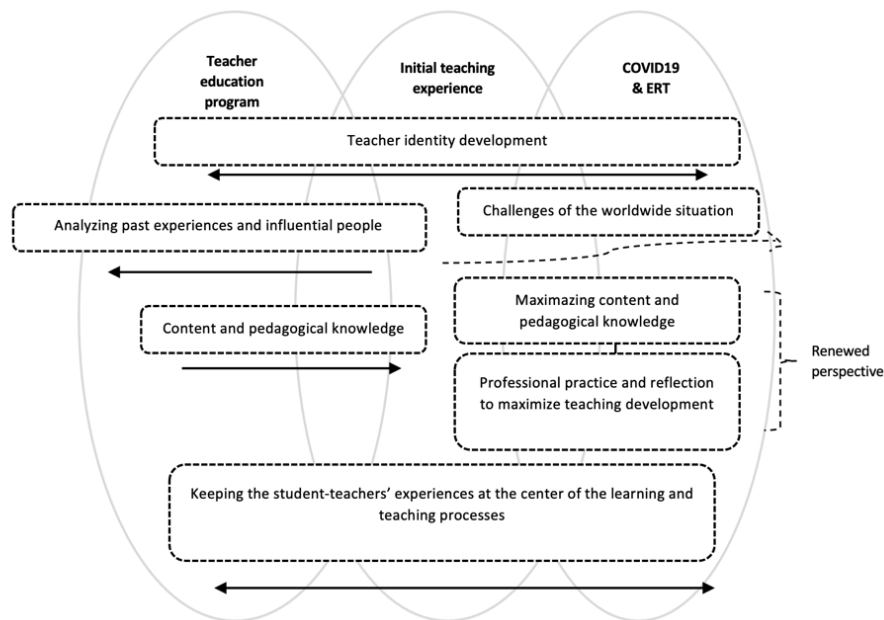 Teacher
education
program
Initial teaching
experience
COVID19
& ERT
Teacher identity development
Challenges of the worldwide situation
Analyzing past experiences and influential people
Maximazing content and
pedagogical knowledge
Content and pedagogical knowledge
Renewed
perspective
Professional practice and reflection
to maximize teaching development
Keeping the student-teachers’ experiences at the center of the learning and
teaching processes